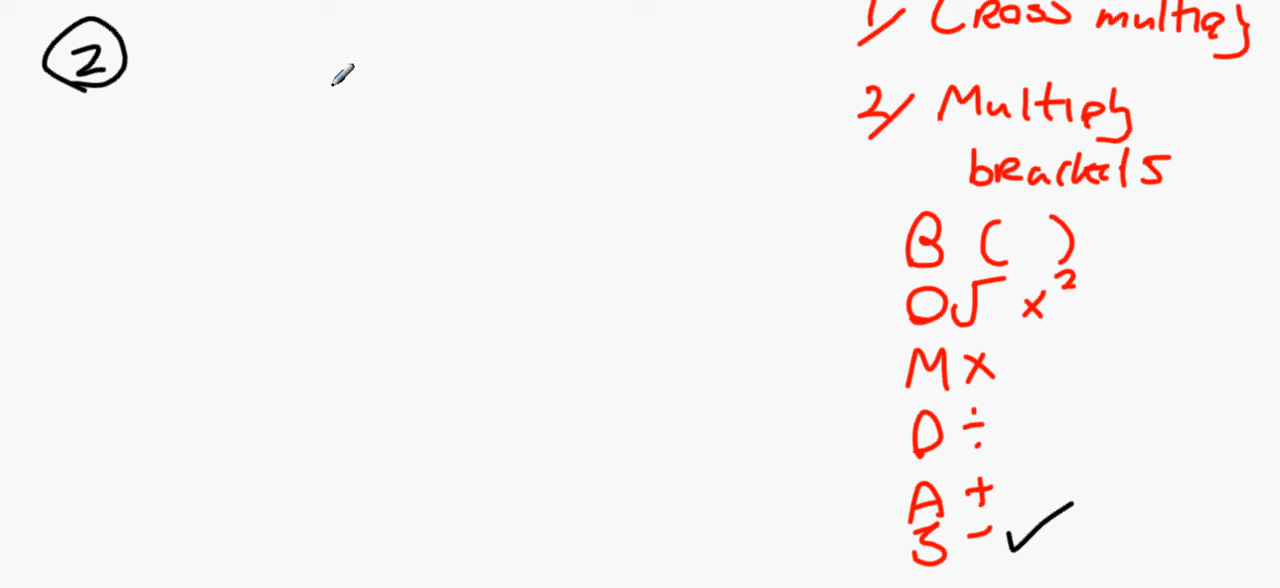 2
1/ Cross multiply
2/ Multiply
brackets
B ( )
O √ x²
M ×
D ÷
A +
S - ✓